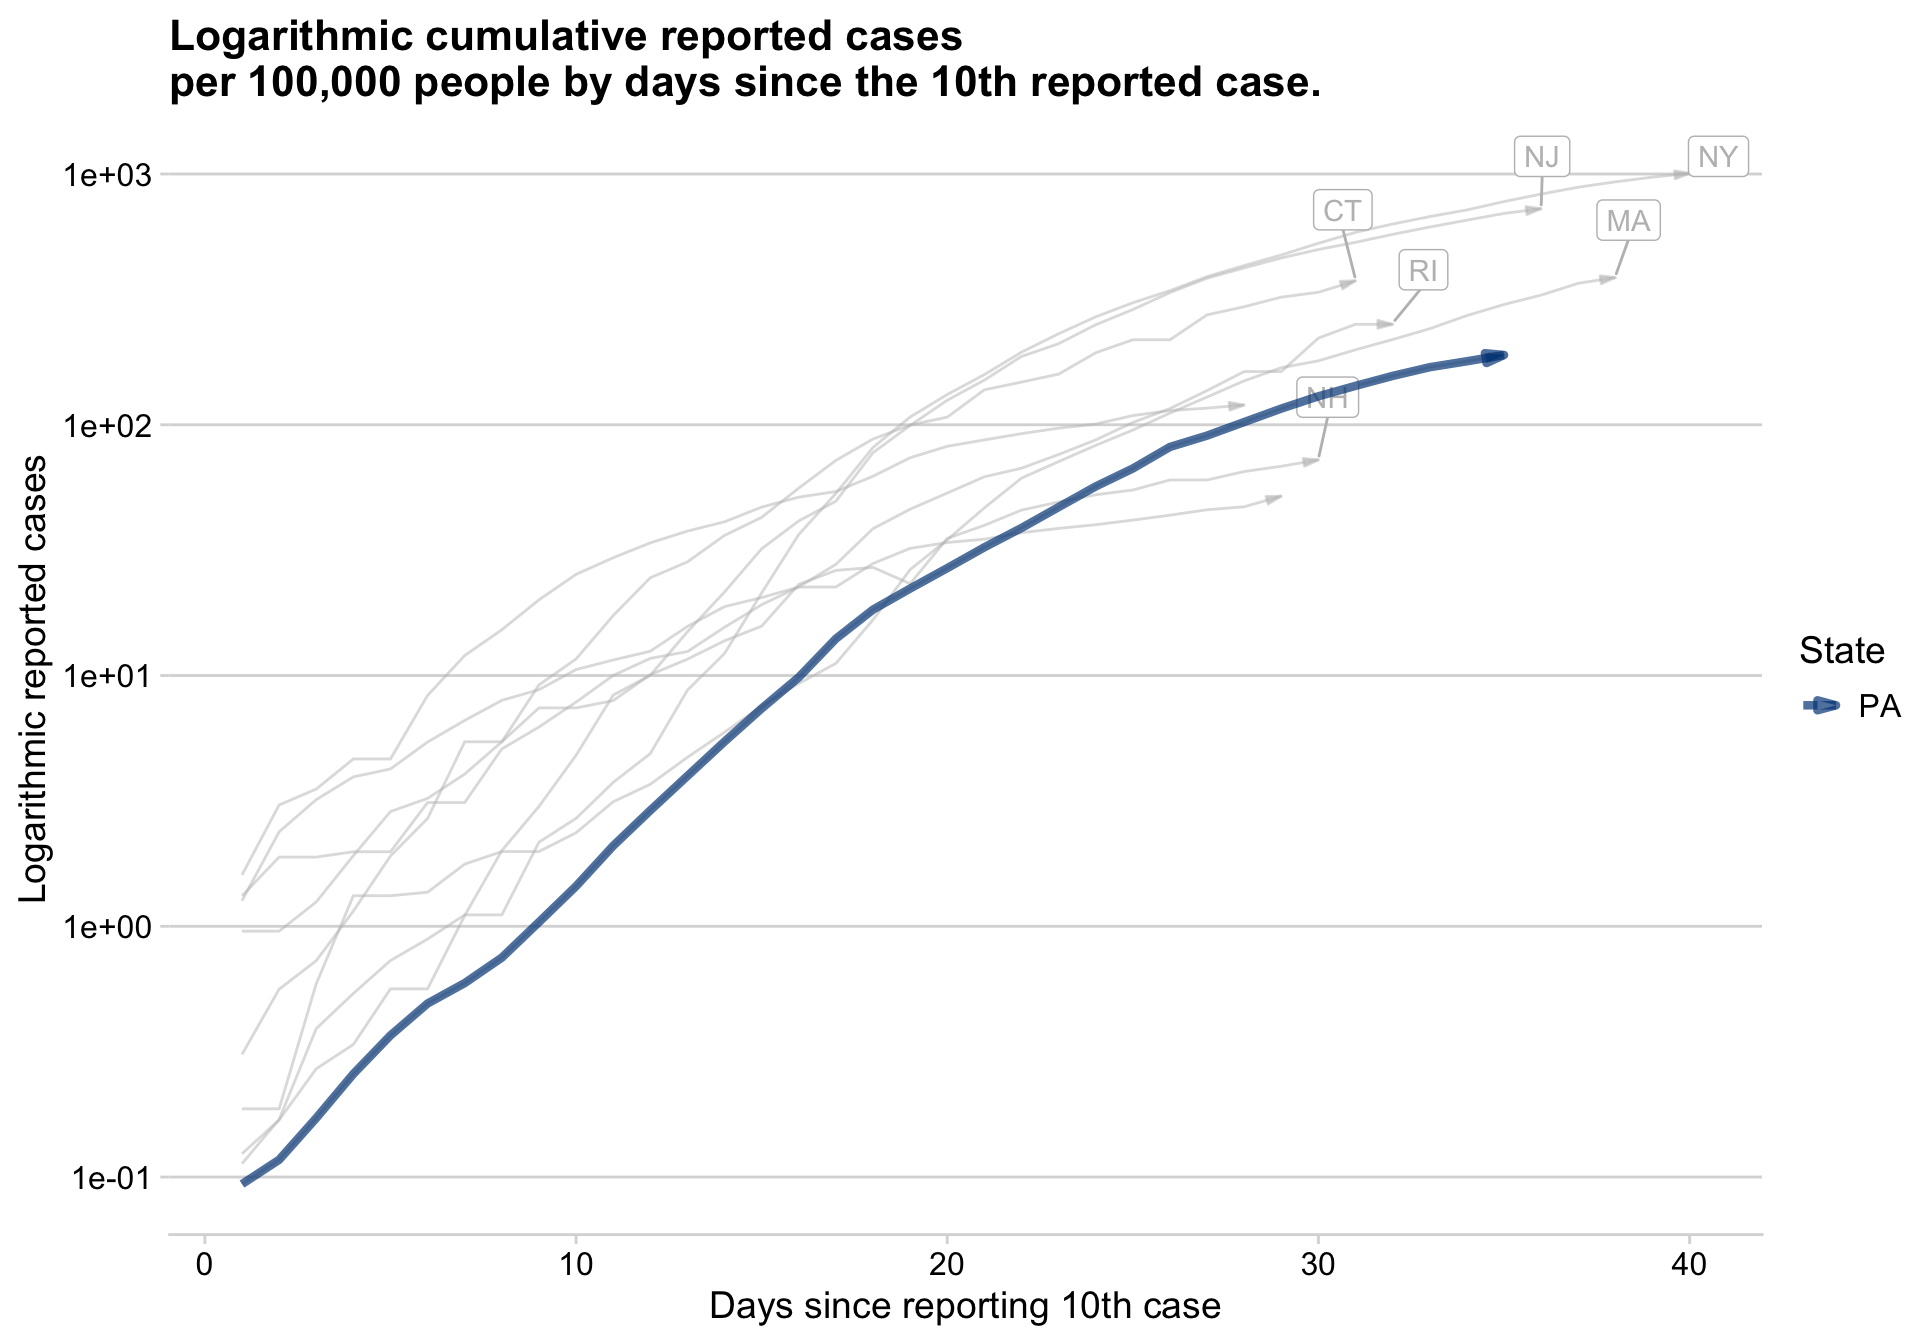 Logarithmic cumulative reported cases
per 100,000 people by days since the 10th reported case.
Logarithmic reported cases
1e+03
1e+02
1e+01
1e+00
1e-01
NJ
NY
CT
MA
RI
NH
State
PA
0
10
20
30
40
Days since reporting 10th case